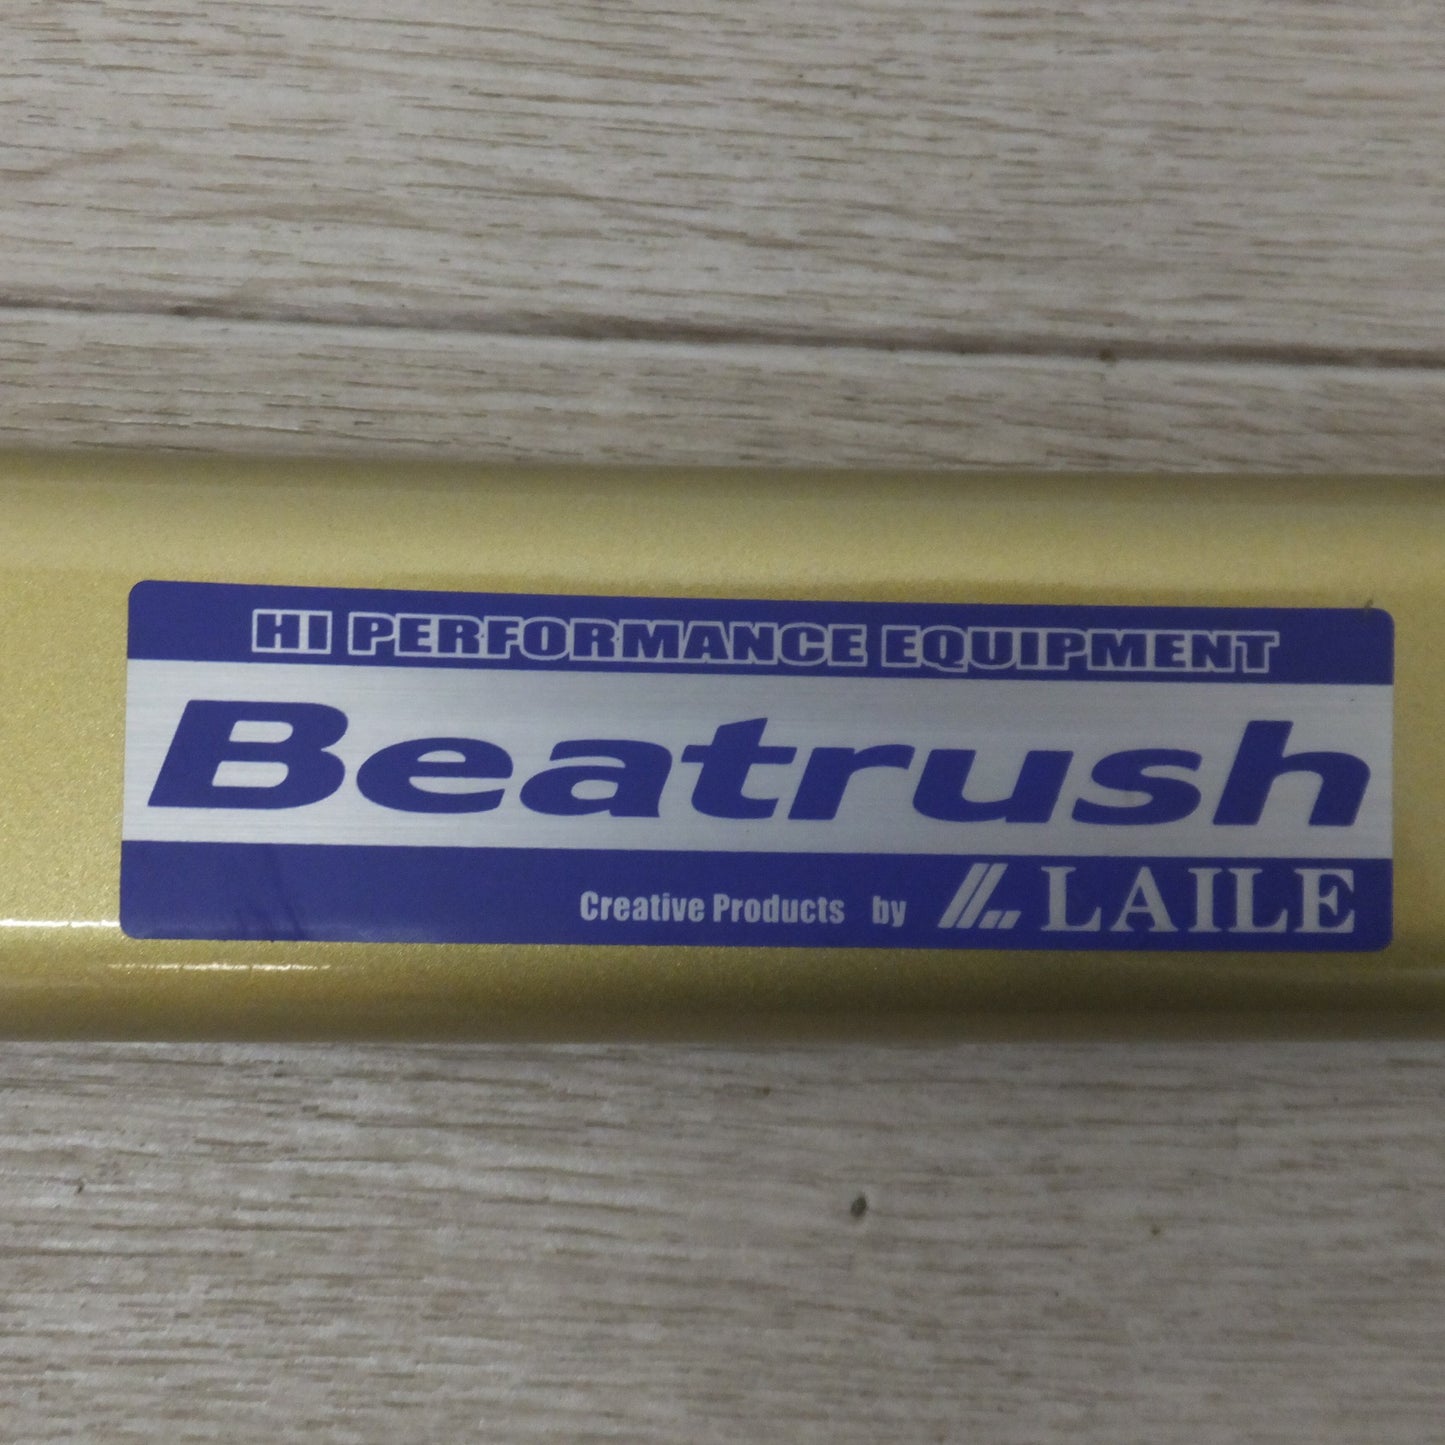 HI PERFORMANCE EQUIPMENT
Beatrush
Creative Products by LAILE